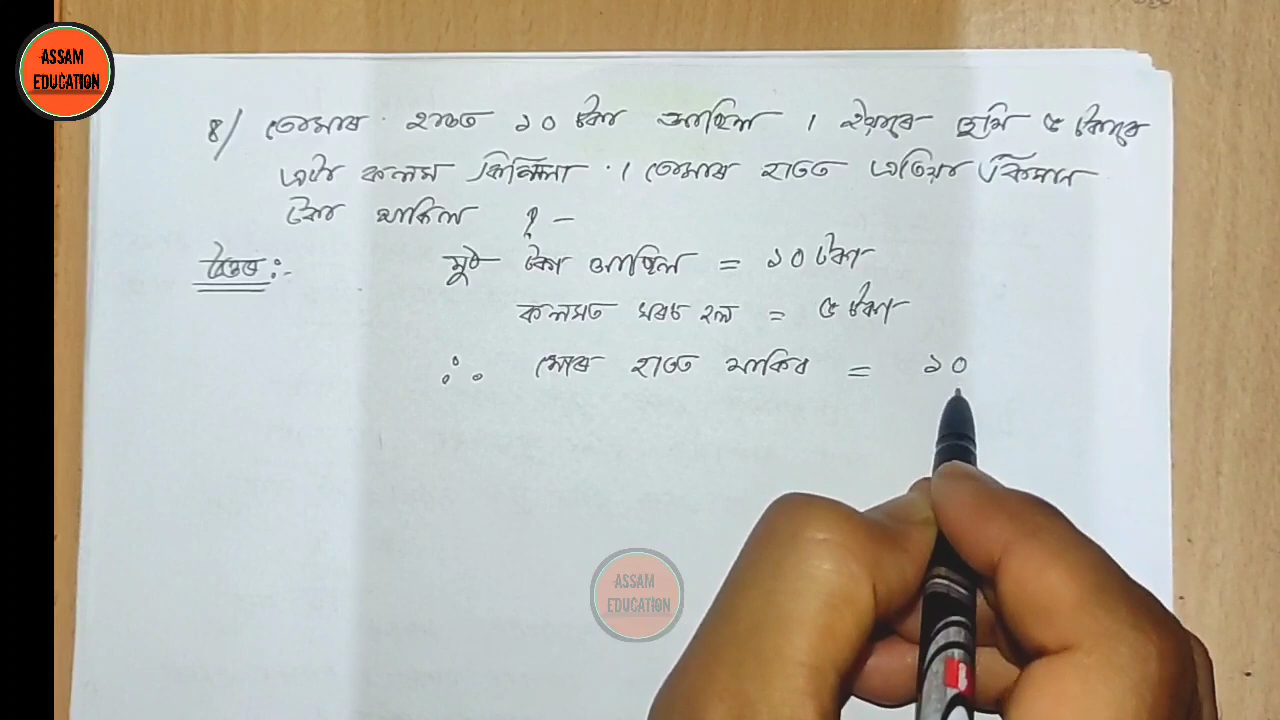 ASSAM
EDUCATION
৪/ তোমাৰ হাতত ১০ টকা আছিল । ইয়াৰে তুমি ৫ টকাৰে
এটা কলম কিনিলা । তোমাৰ হাতত এতিয়া কিমান
টকা থাকিল ? —
উত্তৰ :-
মুঠ টকা আছিল = ১০ টকা
কলমত খৰচ হল = ৫ টকা
∴ মোৰ হাতত থাকিব = ১০
ASSAM
EDUCATION